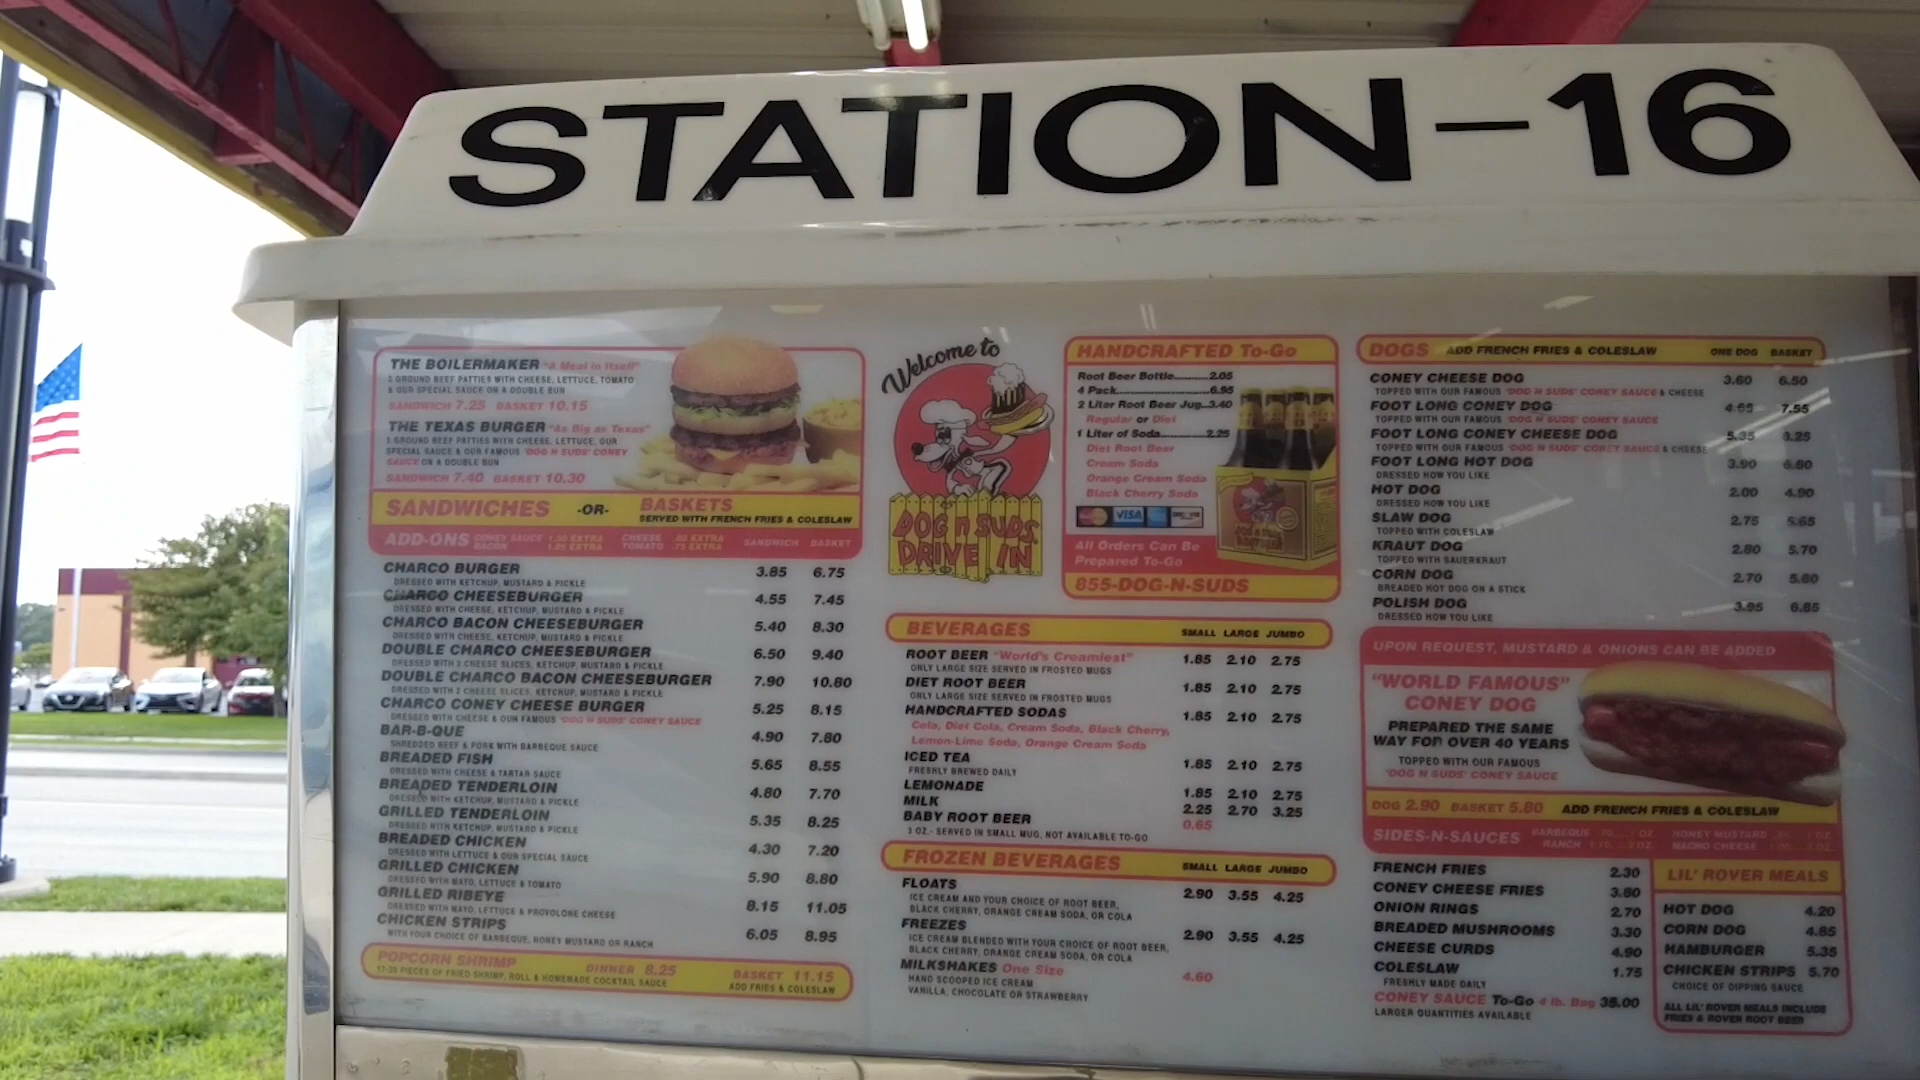 STATION-16
THE BOILERMAKER "A Meal in Itself"
2 GROUND BEEF PATTIES WITH CHEESE, LETTUCE, TOMATO
& OUR SPECIAL SAUCE ON A DOUBLE BUN
SANDWICH 7.25 BASKET 10.15
THE TEXAS BURGER "As Big as Texas"
GROUND BEEF PATTIES WITH CHEESE, LETTUCE, OUR
SPECIAL SAUCE & OUR FAMOUS 'DOG N SUDS' CONEY
SAUCE ON A DOUBLE BUN
SANDWICH 7.40 BASKET 10.30
SANDWICHES -OR- BASKETS
SERVED WITH FRENCH FRIES & COLESLAW
ADD-ONS CONEY SAUCE EXTRA CHEESE EXTRA SANDWICH BASKET
BACON EXTRA TOMATO .75 EXTRA
CHARCO BURGER 3.85 6.75
DRESSED WITH KETCHUP, MUSTARD & PICKLE
CHARCO CHEESEBURGER 4.55 7.45
DRESSED WITH CHEESE, KETCHUP, MUSTARD & PICKLE
CHARCO BACON CHEESEBURGER 5.40 8.30
DRESSED WITH CHEESE, KETCHUP, MUSTARD & PICKLE
DOUBLE CHARCO CHEESEBURGER 6.50 9.40
DRESSED WITH 2 CHEESE SLICES, KETCHUP, MUSTARD & PICKLE
DOUBLE CHARCO BACON CHEESEBURGER 7.90 10.80
DRESSED WITH 2 CHEESE SLICES, KETCHUP, MUSTARD & PICKLE
CHARCO CONEY CHEESE BURGER 5.25 8.15
DRESSED WITH CHEESE & OUR FAMOUS 'DOG N SUDS' CONEY SAUCE
BAR-B-QUE 4.90 7.80
SHREDDED BEEF & PORK WITH BARBEQUE SAUCE
BREADED FISH 5.65 8.55
DRESSED WITH CHEESE & TARTAR SAUCE
BREADED TENDERLOIN 4.80 7.70
DRESSED WITH KETCHUP, MUSTARD & PICKLE
GRILLED TENDERLOIN 5.35 8.25
DRESSED WITH KETCHUP, MUSTARD & PICKLE
BREADED CHICKEN 4.30 7.20
DRESSED WITH LETTUCE & OUR SPECIAL SAUCE
GRILLED CHICKEN 5.90 8.80
DRESSED WITH MAYO, LETTUCE & TOMATO
GRILLED RIBEYE 8.15 11.05
DRESSED WITH MAYO, LETTUCE & PROVOLONE CHEESE
CHICKEN STRIPS 6.05 8.95
WITH YOUR CHOICE OF BARBEQUE, HONEY MUSTARD OR RANCH
POPCORN SHRIMP DINNER 8.25 BASKET 11.15
17-20 PIECES OF FRIED SHRIMP, ROLL & HOMEMADE COCKTAIL SAUCE ADD FRIES & COLESLAW
Welcome to
DOG n SUDS
DRIVE IN
HANDCRAFTED To-Go
Root Beer Bottle.........2.05
4 Pack.........6.95
2 Liter Root Beer Jug...3.40
Regular or Diet
1 Liter of Soda.........2.25
Diet Root Beer
Cream Soda
Orange Cream Soda
Black Cherry Soda
VISA
All Orders Can Be
Prepared To-Go
855-DOG-N-SUDS
BEVERAGES SMALL LARGE JUMBO
ROOT BEER "World's Creamiest" 1.85 2.10 2.75
ONLY LARGE SIZE SERVED IN FROSTED MUGS
DIET ROOT BEER 1.85 2.10 2.75
ONLY LARGE SIZE SERVED IN FROSTED MUGS
HANDCRAFTED SODAS 1.85 2.10 2.75
Cola, Diet Cola, Cream Soda, Black Cherry,
Lemon-Lime Soda, Orange Cream Soda
ICED TEA 1.85 2.10 2.75
FRESHLY BREWED DAILY
LEMONADE 1.85 2.10 2.75
MILK 2.25 2.70 3.25
BABY ROOT BEER 0.65
3 OZ.- SERVED IN SMALL MUG, NOT AVAILABLE TO-GO
FROZEN BEVERAGES SMALL LARGE JUMBO
FLOATS 2.90 3.55 4.25
ICE CREAM AND YOUR CHOICE OF ROOT BEER,
BLACK CHERRY, ORANGE CREAM SODA, OR COLA
FREEZES 2.90 3.55 4.25
ICE CREAM BLENDED WITH YOUR CHOICE OF ROOT BEER,
BLACK CHERRY, ORANGE CREAM SODA, OR COLA
MILKSHAKES One Size 4.60
HAND SCOOPED ICE CREAM
VANILLA, CHOCOLATE OR STRAWBERRY
DOGS ADD FRENCH FRIES & COLESLAW ONE DOG BASKET
CONEY CHEESE DOG 3.60 6.50
TOPPED WITH OUR FAMOUS 'DOG N SUDS' CONEY SAUCE & CHEESE
FOOT LONG CONEY DOG 4.65 7.55
TOPPED WITH OUR FAMOUS 'DOG N SUDS' CONEY SAUCE
FOOT LONG CONEY CHEESE DOG 5.35
TOPPED WITH OUR FAMOUS 'DOG N SUDS' CONEY SAUCE & CHEESE
FOOT LONG HOT DOG 3.90 6.80
DRESSED HOW YOU LIKE
HOT DOG 2.00 4.90
DRESSED HOW YOU LIKE
SLAW DOG 2.75 5.65
TOPPED WITH COLESLAW
KRAUT DOG 2.80 5.70
TOPPED WITH SAUERKRAUT
CORN DOG 2.70 5.60
BREADED HOT DOG ON A STICK
POLISH DOG 3.95 6.85
DRESSED HOW YOU LIKE
UPON REQUEST, MUSTARD & ONIONS CAN BE ADDED
"WORLD FAMOUS"
CONEY DOG
PREPARED THE SAME
WAY FOR OVER 40 YEARS
TOPPED WITH OUR FAMOUS
'DOG N SUDS' CONEY SAUCE
DOG 2.90 BASKET 5.80 ADD FRENCH FRIES & COLESLAW
SIDES-N-SAUCES BARBEQUE OZ. HONEY MUSTARD OZ.
RANCH OZ. NACHO CHEESE OZ.
FRENCH FRIES 2.30
CONEY CHEESE FRIES 3.80
ONION RINGS 2.70
BREADED MUSHROOMS 3.30
CHEESE CURDS 4.90
COLESLAW 1.75
FRESHLY MADE DAILY
CONEY SAUCE To-Go 4 lb. Bag 35.00
LARGER QUANTITIES AVAILABLE
LIL' ROVER MEALS
HOT DOG 4.20
CORN DOG 4.85
HAMBURGER 5.35
CHICKEN STRIPS 5.70
CHOICE OF DIPPING SAUCE
ALL LIL' ROVER MEALS INCLUDE
FRIES & ROVER ROOT BEER